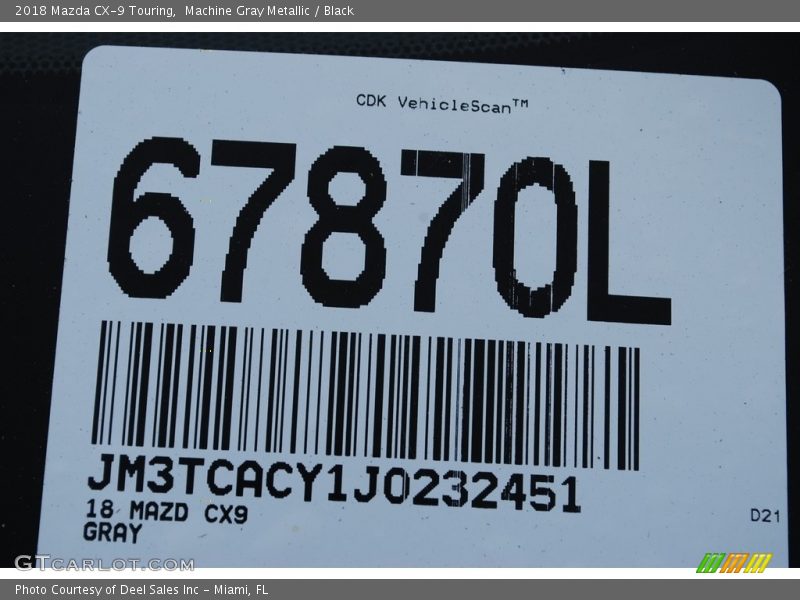 2018 Mazda CX-9 Touring,  Machine Gray Metallic / Black
CDK VehicleScan™
67870L
JM3TCACY1J0232451
18 MAZD CX9
GRAY
D21
GTCARLOT.COM
Photo Courtesy of Deel Sales Inc - Miami, FL